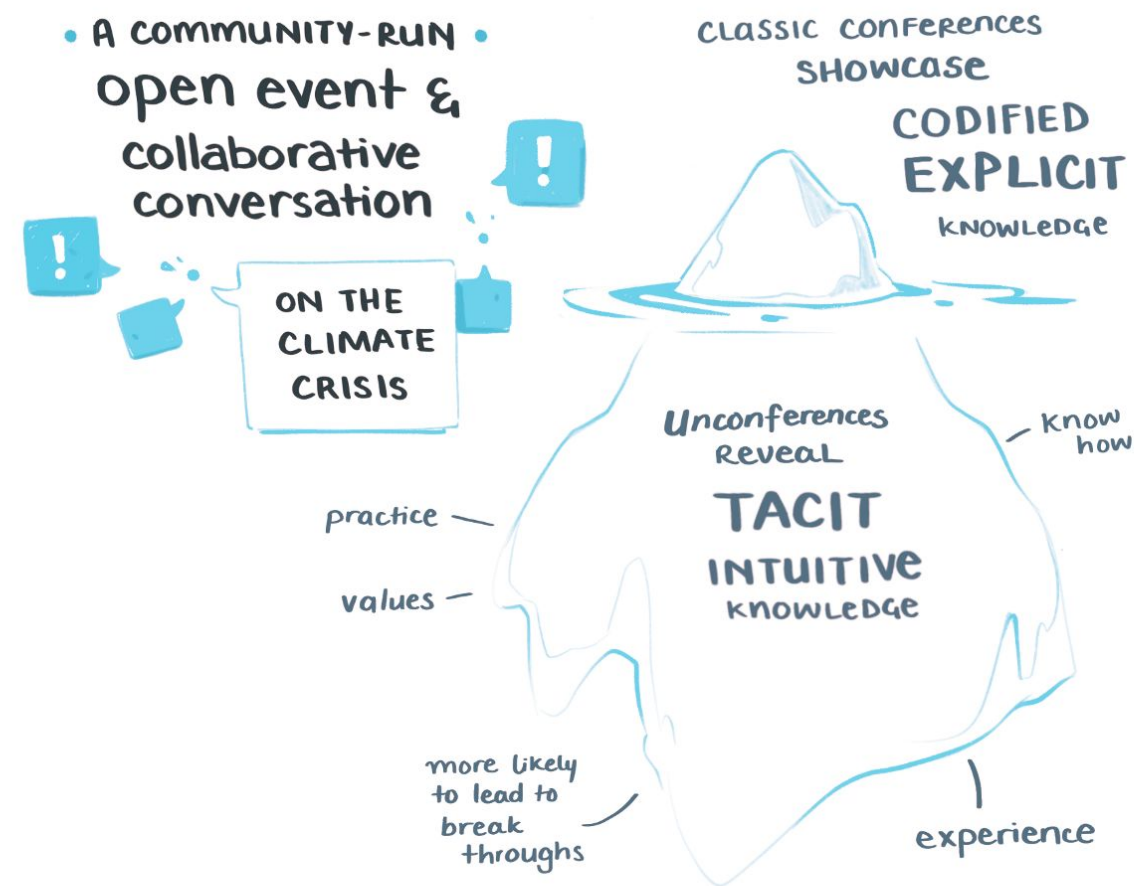 A COMMUNITY-RUN
open event &
collaborative
conversation
!
!
ON THE
CLIMATE
CRISIS
CLASSIC CONFERENCES
SHOWCASE
CODIFIED
EXPLICIT
KNOWLEDGE
Unconferences
REVEAL
TACIT
INTUITIVE
KNOWLEDGE
know
how
practice
values
more likely
to lead to
break
throughs
experience